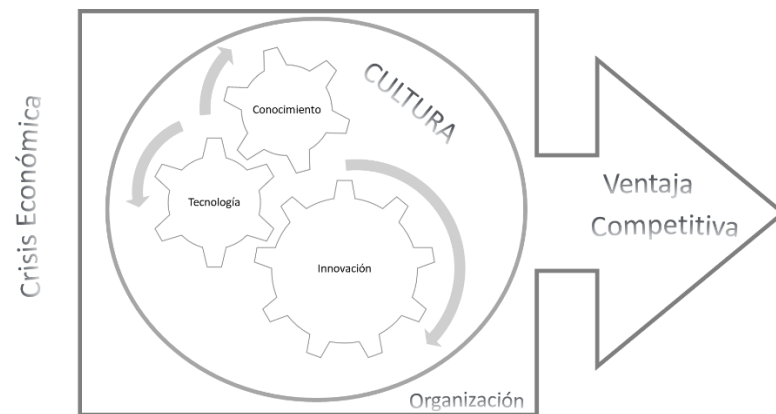 Crisis Económica
CULTURA
Conocimiento
Tecnología
Innovación
Organización
Ventaja
Competitiva